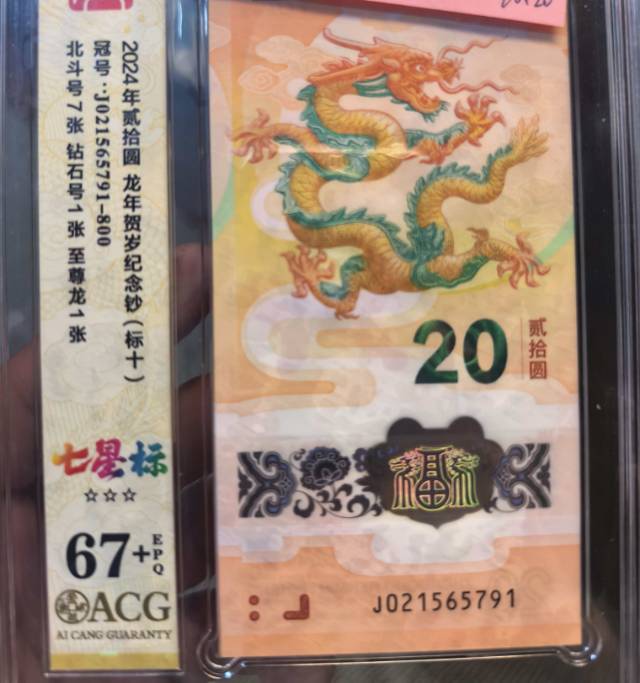 2024年贰拾圆 龙年贺岁纪念钞(标十)
冠号:J021565791-800
北斗号7张 钻石号1张 至尊龙1张
七星标
☆☆☆
67+
EPQ
ACG
AI CANG GUARANTY
20
贰拾圆
J021565791